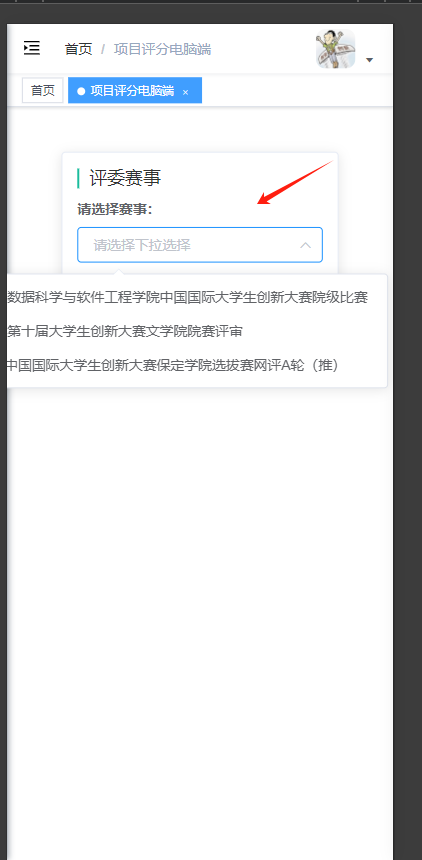 首页 / 项目评分电脑端
首页 项目评分电脑端 ×
评委赛事
请选择赛事：
请选择下拉选择
数据科学与软件工程学院中国国际大学生创新大赛院级比赛
第十届大学生创新大赛文学院院赛评审
中国国际大学生创新大赛保定学院选拔赛网评A轮（推）